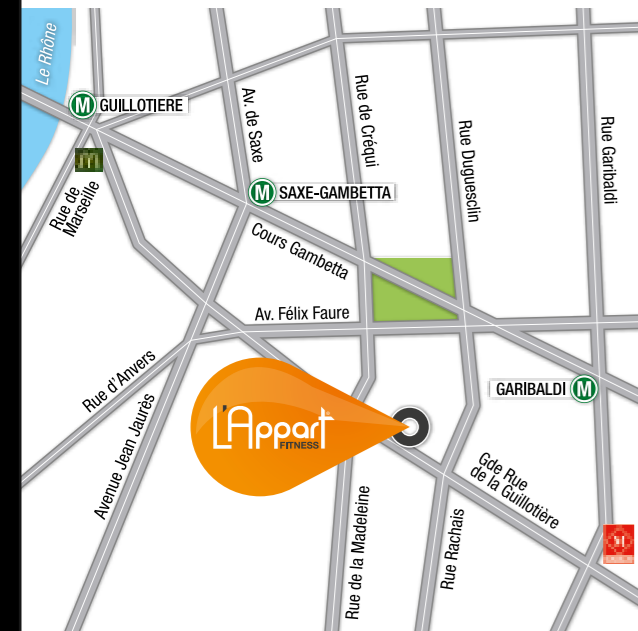 Le Rhône
M GUILLOTIERE
m
Rue de
Marseille
Av. de Saxe
Rue de Créqui
Rue Duguesclin
Rue Garibaldi
M SAXE-GAMBETTA
Cours Gambetta
Av. Félix Faure
Rue d'Anvers
Avenue Jean Jaurès
L'Appart
FITNESS
GARIBALDI M
Gde Rue
de la Guillotière
Rue de la Madeleine
Rue Rachais